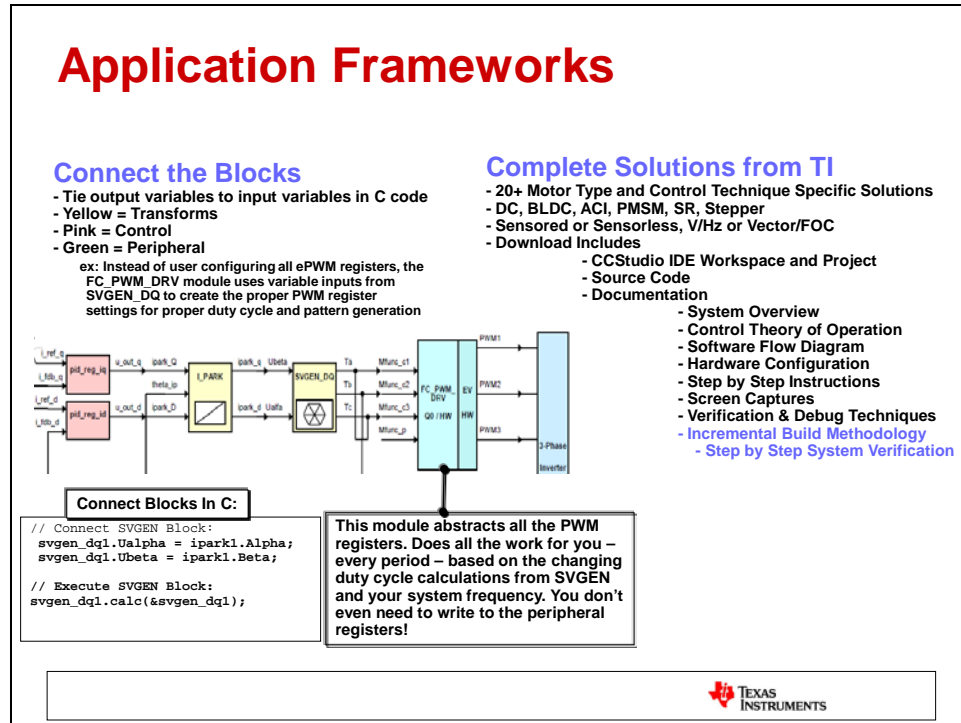 Application Frameworks
Connect the Blocks
- Tie output variables to input variables in C code
- Yellow = Transforms
- Pink = Control
- Green = Peripheral
ex: Instead of user configuring all ePWM registers, the
FC_PWM_DRV module uses variable inputs from
SVGEN_DQ to create the proper PWM register
settings for proper duty cycle and pattern generation
Complete Solutions from TI
- 20+ Motor Type and Control Technique Specific Solutions
- DC, BLDC, ACI, PMSM, SR, Stepper
- Sensored or Sensorless, V/Hz or Vector/FOC
- Download Includes
- CCStudio IDE Workspace and Project
- Source Code
- Documentation
- System Overview
- Control Theory of Operation
- Software Flow Diagram
- Hardware Configuration
- Step by Step Instructions
- Screen Captures
- Verification & Debug Techniques
- Incremental Build Methodology
- Step by Step System Verification
i_ref_q
i_fdb_q
i_ref_d
i_fdb_d
pid_reg_iq
pid_reg_id
u_out_q
u_out_d
ipark_Q
theta_ip
ipark_D
I_PARK
ipark_q
ipark_d
Ubeta
Ualfa
SVGEN_DQ
Ta
Tb
Tc
Mfunc_c1
Mfunc_c2
Mfunc_c3
Mfunc_p
FC_PWM_
DRV
Q0 / HW
EV
HW
PWM1
PWM2
PWM3
3-Phase
Inverter
Connect Blocks In C:
// Connect SVGEN Block:
svgen_dq1.Ualpha = ipark1.Alpha;
svgen_dq1.Ubeta = ipark1.Beta;
// Execute SVGEN Block:
svgen_dq1.calc(&svgen_dq1);
This module abstracts all the PWM
registers. Does all the work for you –
every period – based on the changing
duty cycle calculations from SVGEN
and your system frequency. You don't
even need to write to the peripheral
registers!
TEXAS
INSTRUMENTS